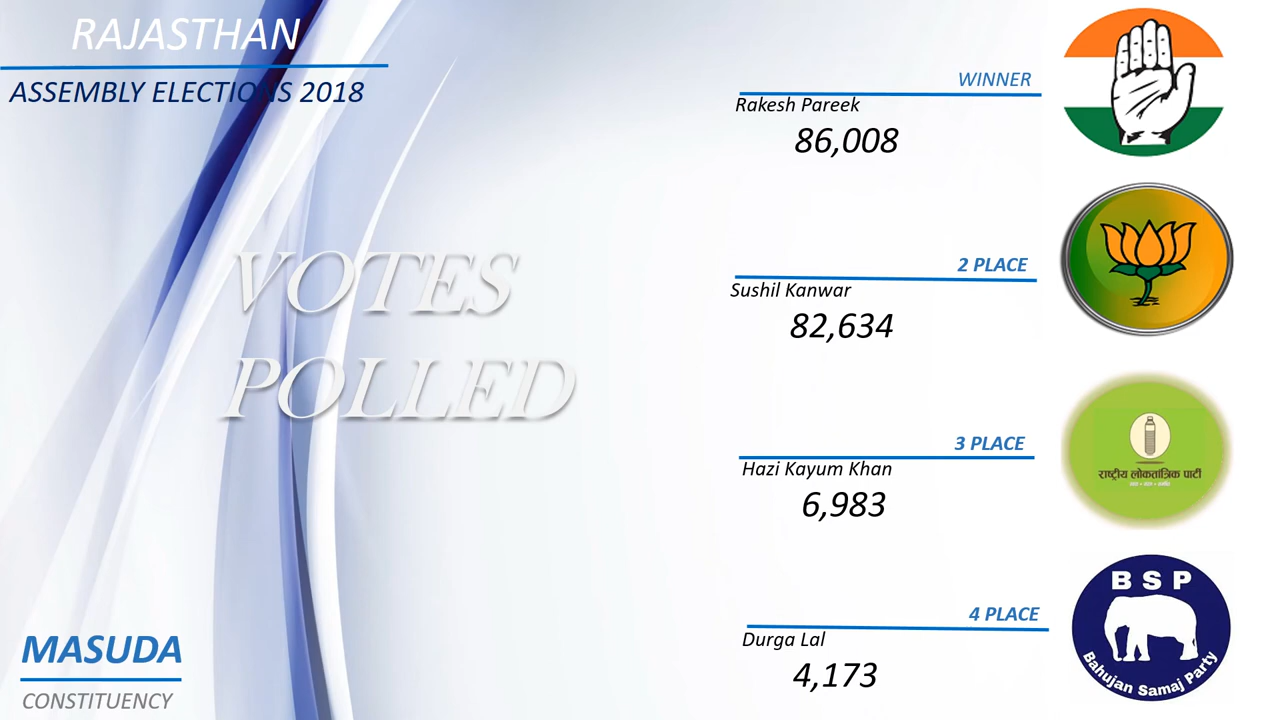 RAJASTHAN
ASSEMBLY ELECTIONS 2018
VOTES
POLLED
MASUDA
CONSTITUENCY
WINNER
Rakesh Pareek
86,008
2 PLACE
Sushil Kanwar
82,634
3 PLACE
Hazi Kayum Khan
6,983
राष्ट्रीय लोकतांत्रिक पार्टी
4 PLACE
Durga Lal
4,173
B S P
Bahujan Samaj Party